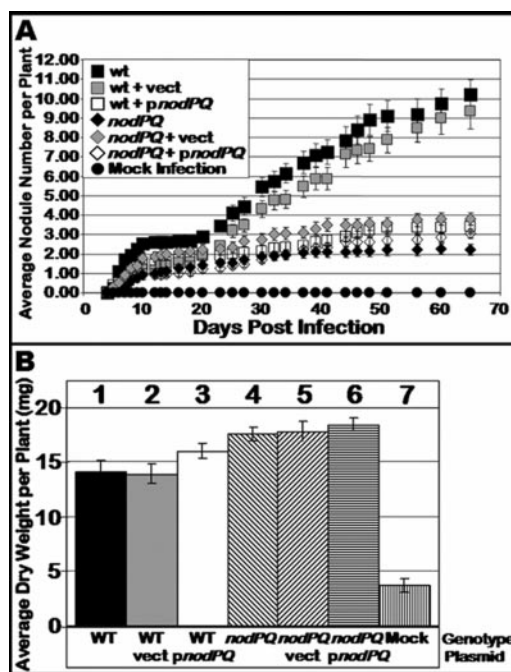 A
12.00
11.00
10.00
9.00
8.00
7.00
6.00
5.00
4.00
3.00
2.00
1.00
0.00
Average Nodule Number per Plant
wt
wt + vect
wt + pnodPQ
nodPQ
nodPQ + vect
nodPQ + pnodPQ
Mock Infection
0 10 20 30 40 50 60 70
Days Post Infection
B
Average Dry Weight per Plant (mg)
20
15
10
5
0
1 2 3 4 5 6 7
WT WT WT nodPQ nodPQ nodPQ Mock Genotype
vect pnodPQ vect pnodPQ Plasmid